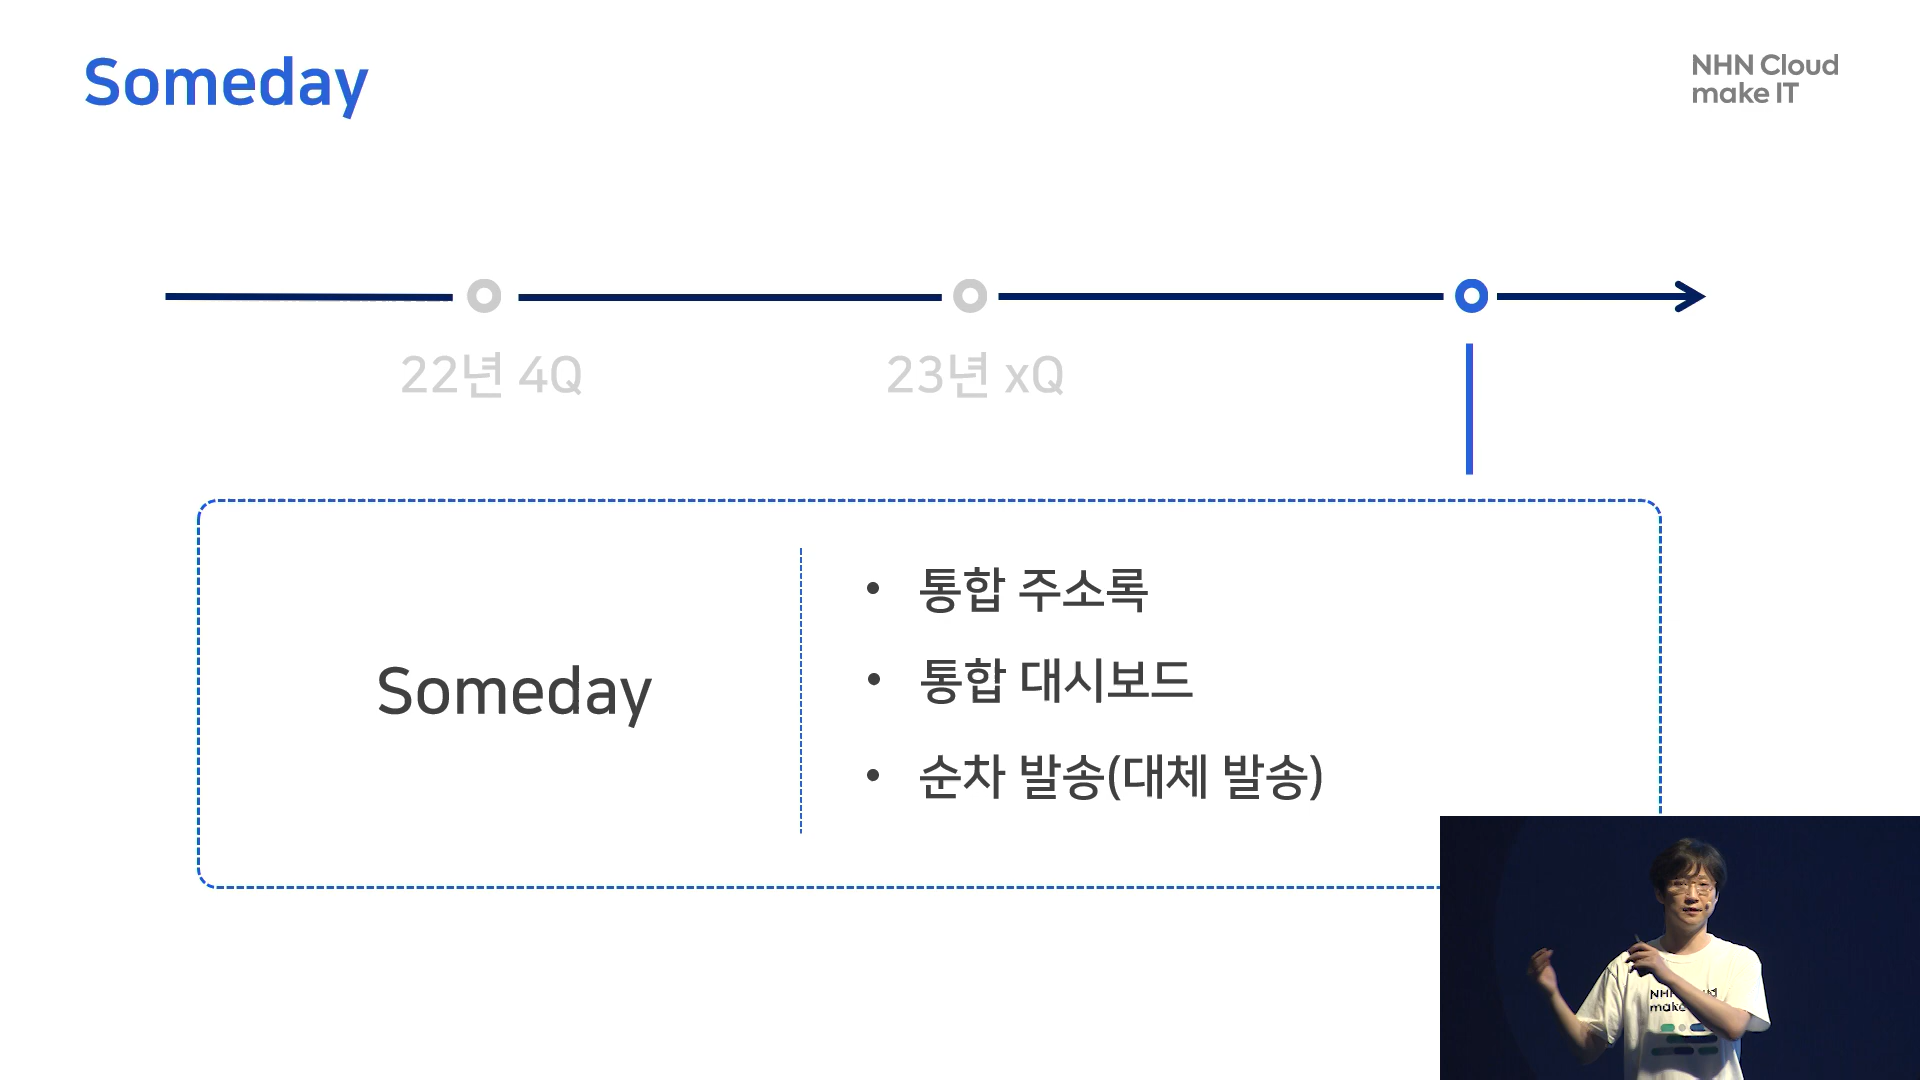 Someday
NHN Cloud
make IT
22년 4Q
23년 xQ
Someday
• 통합 주소록
• 통합 대시보드
• 순차 발송(대체 발송)